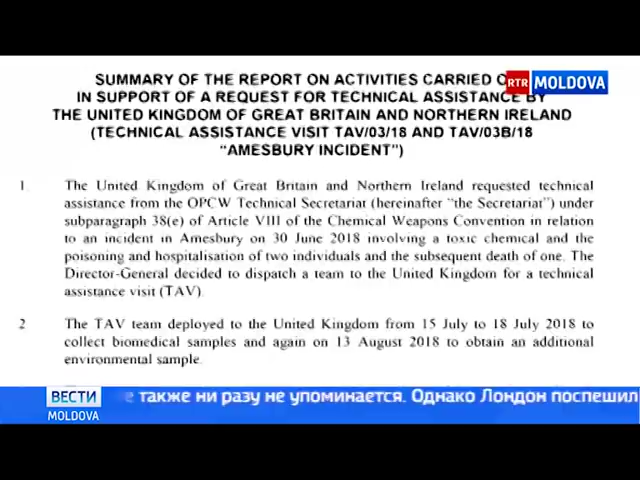 SUMMARY OF THE REPORT ON ACTIVITIES CARRIED
RTR MOLDOVA
IN SUPPORT OF A REQUEST FOR TECHNICAL ASSISTANCE BY
THE UNITED KINGDOM OF GREAT BRITAIN AND NORTHERN IRELAND
(TECHNICAL ASSISTANCE VISIT TAV/03/18 AND TAV/03B/18
“AMESBURY INCIDENT”)
1. The United Kingdom of Great Britain and Northern Ireland requested technical
assistance from the OPCW Technical Secretariat (hereinafter “the Secretariat”) under
subparagraph 38(e) of Article VIII of the Chemical Weapons Convention in relation
to an incident in Amesbury on 30 June 2018 involving a toxic chemical and the
poisoning and hospitalisation of two individuals and the subsequent death of one. The
Director-General decided to dispatch a team to the United Kingdom for a technical
assistance visit (TAV).
2 The TAV team deployed to the United Kingdom from 15 July to 18 July 2018 to
collect biomedical samples and again on 13 August 2018 to obtain an additional
environmental sample.
ВЕСТИ
MOLDOVA
также ни разу не упоминается. Однако Лондон поспешил